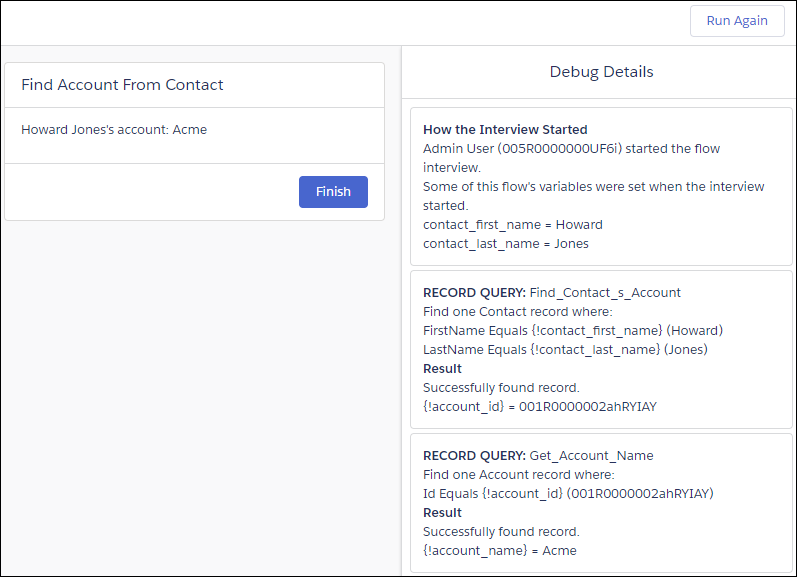 Run Again
Find Account From Contact
Howard Jones's account: Acme
Finish
Debug Details
How the Interview Started
Admin User (005R0000000UF6i) started the flow
interview.
Some of this flow's variables were set when the interview
started.
contact_first_name = Howard
contact_last_name = Jones
RECORD QUERY: Find_Contact_s_Account
Find one Contact record where:
FirstName Equals {!contact_first_name} (Howard)
LastName Equals {!contact_last_name} (Jones)
Result
Successfully found record.
{!account_id} = 001R0000002ahRYIAY
RECORD QUERY: Get_Account_Name
Find one Account record where:
Id Equals {!account_id} (001R0000002ahRYIAY)
Result
Successfully found record.
{!account_name} = Acme